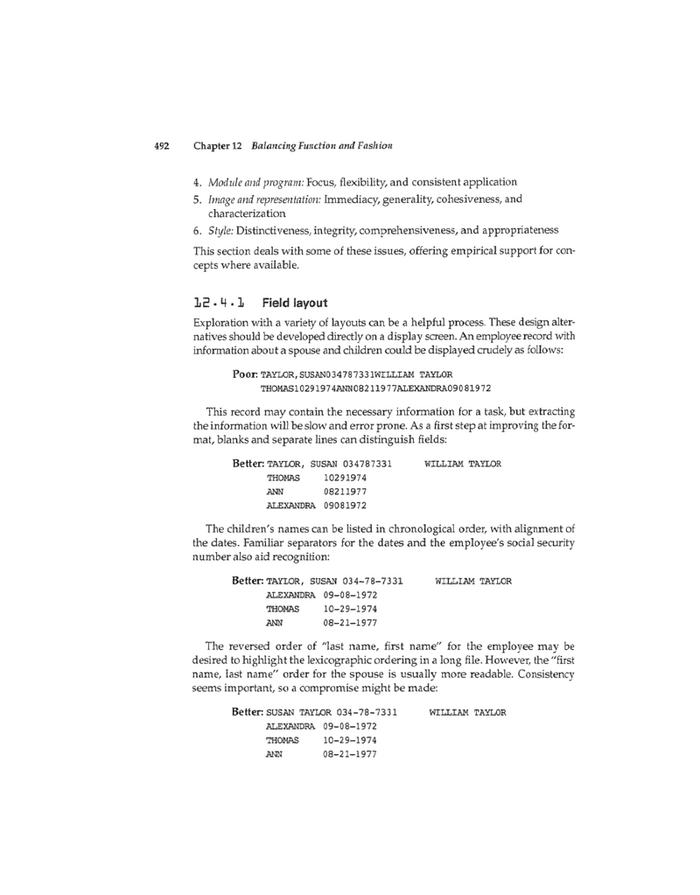 492 Chapter 12 Balancing Function and Fashion
4. Module and program: Focus, flexibility, and consistent application
5. Image and representation: Immediacy, generality, cohesiveness, and
characterization
6. Style: Distinctiveness, integrity, comprehensiveness, and appropriateness
This section deals with some of these issues, offering empirical support for con-
cepts where available.
12.4.1 Field layout
Exploration with a variety of layouts can be a helpful process. These design alter-
natives should be developed directly on a display screen. An employee record with
information about a spouse and children could be displayed crudely as follows:
Poor: TAYLOR,SUSAN034787331WILLIAM TAYLOR
THOMAS10291974ANN08211977ALEXANDRA09081972
This record may contain the necessary information for a task, but extracting
the information will be slow and error prone. As a first step at improving the for-
mat, blanks and separate lines can distinguish fields:
Better: TAYLOR, SUSAN 034787331 WILLIAM TAYLOR
THOMAS 10291974
ANN 08211977
ALEXANDRA 09081972
The children's names can be listed in chronological order, with alignment of
the dates. Familiar separators for the dates and the employee's social security
number also aid recognition:
Better: TAYLOR, SUSAN 034-78-7331 WILLIAM TAYLOR
ALEXANDRA 09-08-1972
THOMAS 10-29-1974
ANN 08-21-1977
The reversed order of "last name, first name" for the employee may be
desired to highlight the lexicographic ordering in a long file. However, the "first
name, last name" order for the spouse is usually more readable. Consistency
seems important, so a compromise might be made:
Better: SUSAN TAYLOR 034-78-7331 WILLIAM TAYLOR
ALEXANDRA 09-08-1972
THOMAS 10-29-1974
ANN 08-21-1977